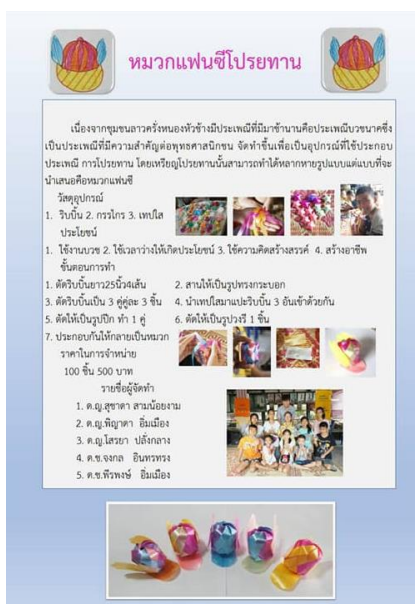 หมวกแฟนซีโปรยทาน
เนื่องจากชุมชนลาวครั่งหนองหัวช้างมีประเพณีที่มีมาช้านานคือประเพณีบวชนาคซึ่ง
เป็นประเพณีที่มีความสำคัญต่อพุทธศาสนิกชน จัดทำขึ้นเพื่อเป็นอุปกรณ์ที่ใช้ประกอบ
ประเพณี การโปรยทาน โดยเหรียญโปรยทานนั้นสามารถทำได้หลากหลายรูปแบบแต่แบบที่จะ
นำเสนอคือหมวกแฟนซี
วัสดุอุปกรณ์
1. ริบบิ้น 2. กรรไกร 3. เทปใส
ประโยชน์
1. ใช้งานบวช 2. ใช้เวลาว่างให้เกิดประโยชน์ 3. ใช้ความคิดสร้างสรรค์ 4. สร้างอาชีพ
ขั้นตอนการทำ
1. ตัดริบบิ้นยาว25นิ้ว4เส้น 2. สานให้เป็นรูปทรงกระบอก
3. ตัดริบบิ้นเป็น 3 คู่คู่ละ 3 ชิ้น 4. นำเทปใสมาแปะริบบิ้น 3 อันเข้าด้วยกัน
5. ตัดให้เป็นรูปปีก ทำ 1 คู่ 6. ตัดให้เป็นรูปวงรี 1 ชิ้น
7. ประกอบกันให้กลายเป็นหมวก
ราคาในการจำหน่าย
100 ชิ้น 500 บาท
รายชื่อผู้จัดทำ
1. ด.ญ.สุชาดา สามน้อยงาม
2. ด.ญ.พิญาดา อิ่มเมือง
3. ด.ญ.โสรยา ปลั่งกลาง
4. ด.ช.จงกล อินทรทรง
5. ด.ช.พีรพงษ์ อิ่มเมือง